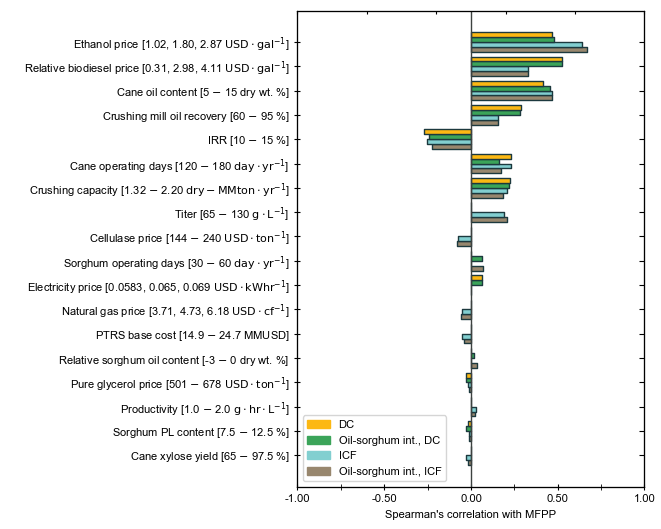 Ethanol price [1.02, 1.80, 2.87 USD · gal⁻¹]
Relative biodiesel price [0.31, 2.98, 4.11 USD · gal⁻¹]
Cane oil content [5 − 15 dry wt. %]
Crushing mill oil recovery [60 − 95 %]
IRR [10 − 15 %]
Cane operating days [120 − 180 day · yr⁻¹]
Crushing capacity [1.32 − 2.20 dry − MMton · yr⁻¹]
Titer [65 − 130 g · L⁻¹]
Cellulase price [144 − 240 USD · ton⁻¹]
Sorghum operating days [30 − 60 day · yr⁻¹]
Electricity price [0.0583, 0.065, 0.069 USD · kWhr⁻¹]
Natural gas price [3.71, 4.73, 6.18 USD · cf⁻¹]
PTRS base cost [14.9 − 24.7 MMUSD]
Relative sorghum oil content [-3 − 0 dry wt. %]
Pure glycerol price [501 − 678 USD · ton⁻¹]
Productivity [1.0 − 2.0 g · hr · L⁻¹]
Sorghum PL content [7.5 − 12.5 %]
Cane xylose yield [65 − 97.5 %]
DC
Oil-sorghum int., DC
ICF
Oil-sorghum int., ICF
-1.00 -0.50 0.00 0.50 1.00
Spearman's correlation with MFPP